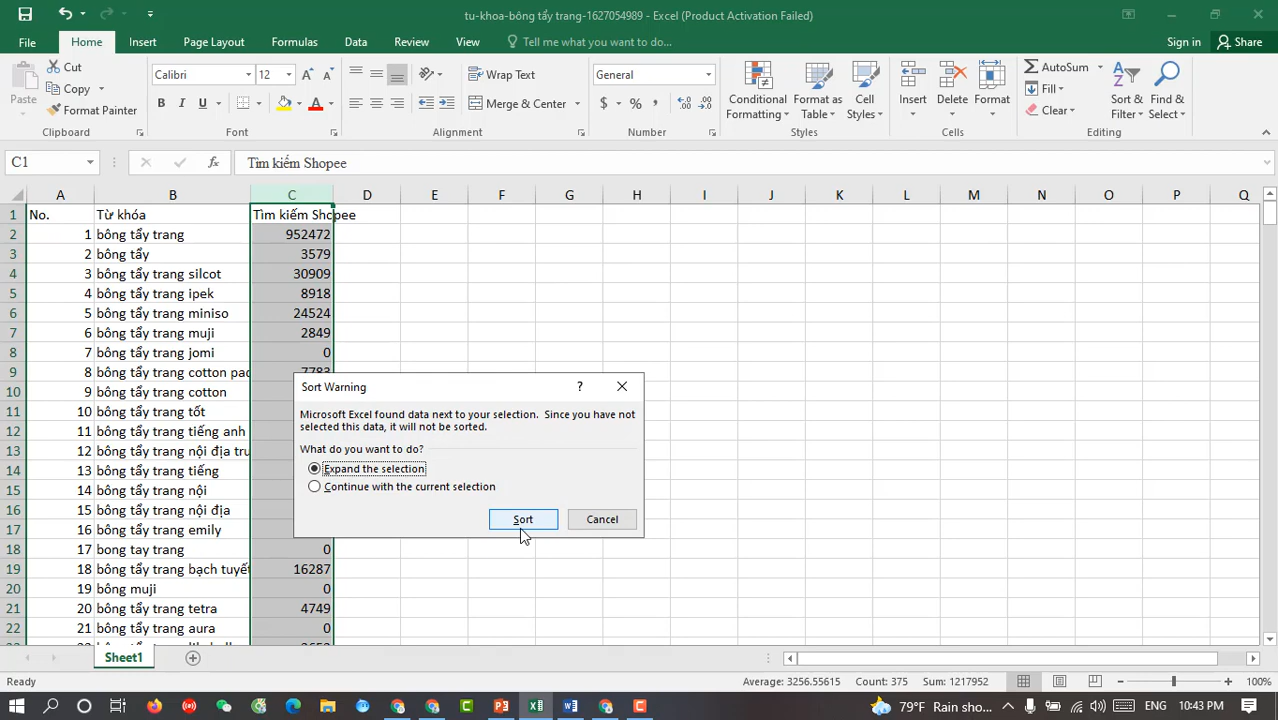 tu-khoa-bông tẩy trang-1627054989 - Excel (Product Activation Failed)
File Home Insert Page Layout Formulas Data Review View Tell me what you want to do... Sign in Share
Paste Cut Copy Format Painter Clipboard
Calibri 12 B I U A Font
Wrap Text Merge & Center Alignment
General $ % , Number
Conditional Formatting Format as Table Cell Styles Styles
Insert Delete Format Cells
AutoSum Fill Clear Sort & Filter Find & Select Editing
C1 fx Tìm kiếm Shopee
A B C D E F G H I J K L M N O P Q
1 No. Từ khóa Tìm kiếm Shopee
2 1 bông tẩy trang 952472
3 2 bông tẩy 3579
4 3 bông tẩy trang silcot 30909
5 4 bông tẩy trang ipek 8918
6 5 bông tẩy trang miniso 24524
7 6 bông tẩy trang muji 2849
8 7 bông tẩy trang jomi 0
9 8 bông tẩy trang cotton pad 7783
10 9 bông tẩy trang cotton
11 10 bông tẩy trang tốt
12 11 bông tẩy trang tiếng anh
13 12 bông tẩy trang nội địa tru
14 13 bông tẩy trang tiếng
15 14 bông tẩy trang nội
16 15 bông tẩy trang nội địa
17 16 bông tẩy trang emily
18 17 bong tay trang 0
19 18 bông tẩy trang bạch tuyết 16287
20 19 bông muji 0
21 20 bông tẩy trang tetra 4749
22 21 bông tẩy trang aura 0
Sort Warning ?
Microsoft Excel found data next to your selection. Since you have not
selected this data, it will not be sorted.
What do you want to do?
Expand the selection
Continue with the current selection
Sort Cancel
Sheet1
Ready Average: 3256.55615 Count: 375 Sum: 1217952 100%
79°F Rain sho... ENG 10:43 PM